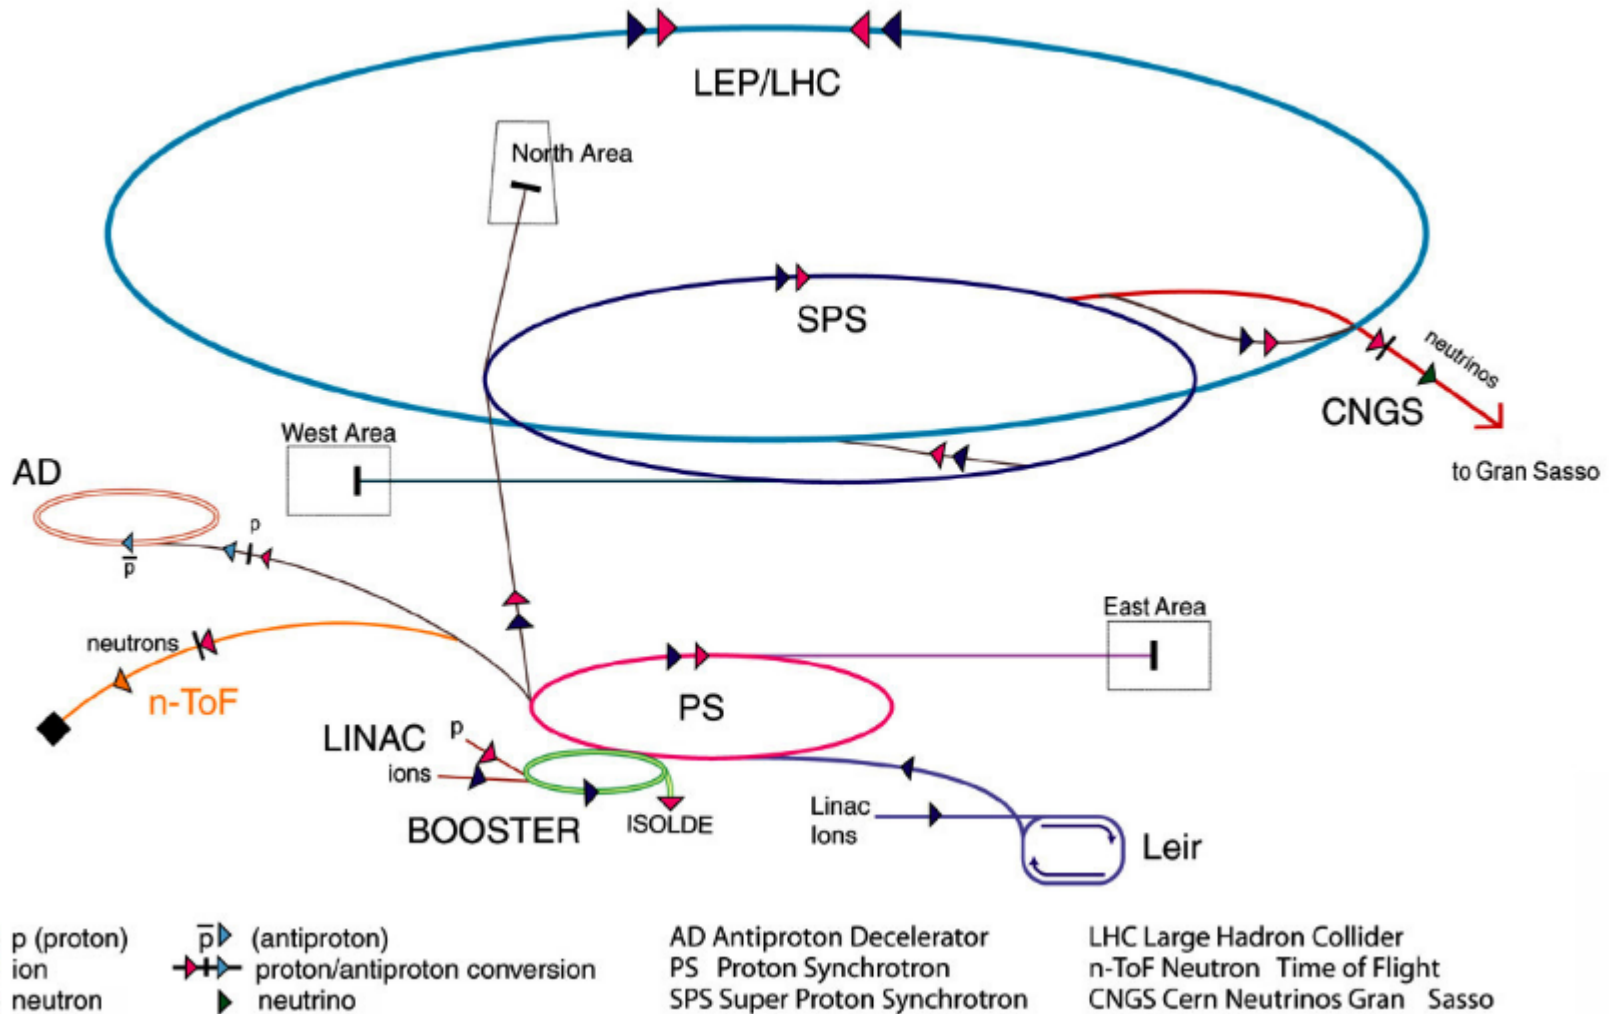 LEP/LHC
North Area
SPS
neutrinos
CNGS
West Area
to Gran Sasso
AD
p
p̅
East Area
neutrons
n-ToF
PS
LINAC
p
ions
BOOSTER
ISOLDE
Linac
Ions
Leir
p (proton)
ion
neutron
p̅ (antiproton)
proton/antiproton conversion
neutrino
AD Antiproton Decelerator
PS Proton Synchrotron
SPS Super Proton Synchrotron
LHC Large Hadron Collider
n-ToF Neutron Time of Flight
CNGS Cern Neutrinos Gran Sasso